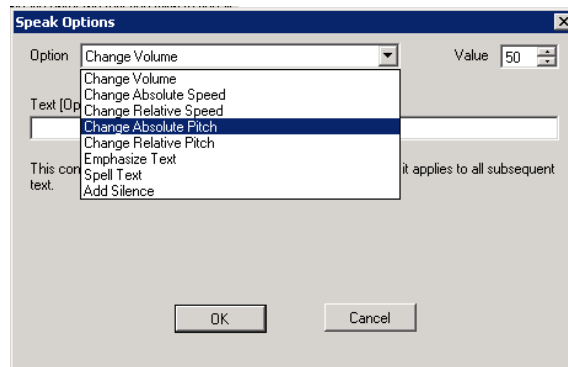 Speak Options
Option Change Volume Value 50
Change Volume
Change Absolute Speed
Text [Op Change Relative Speed
Change Absolute Pitch
Change Relative Pitch
Emphasize Text
This con Spell Text it applies to all subsequent
text. Add Silence
OK Cancel